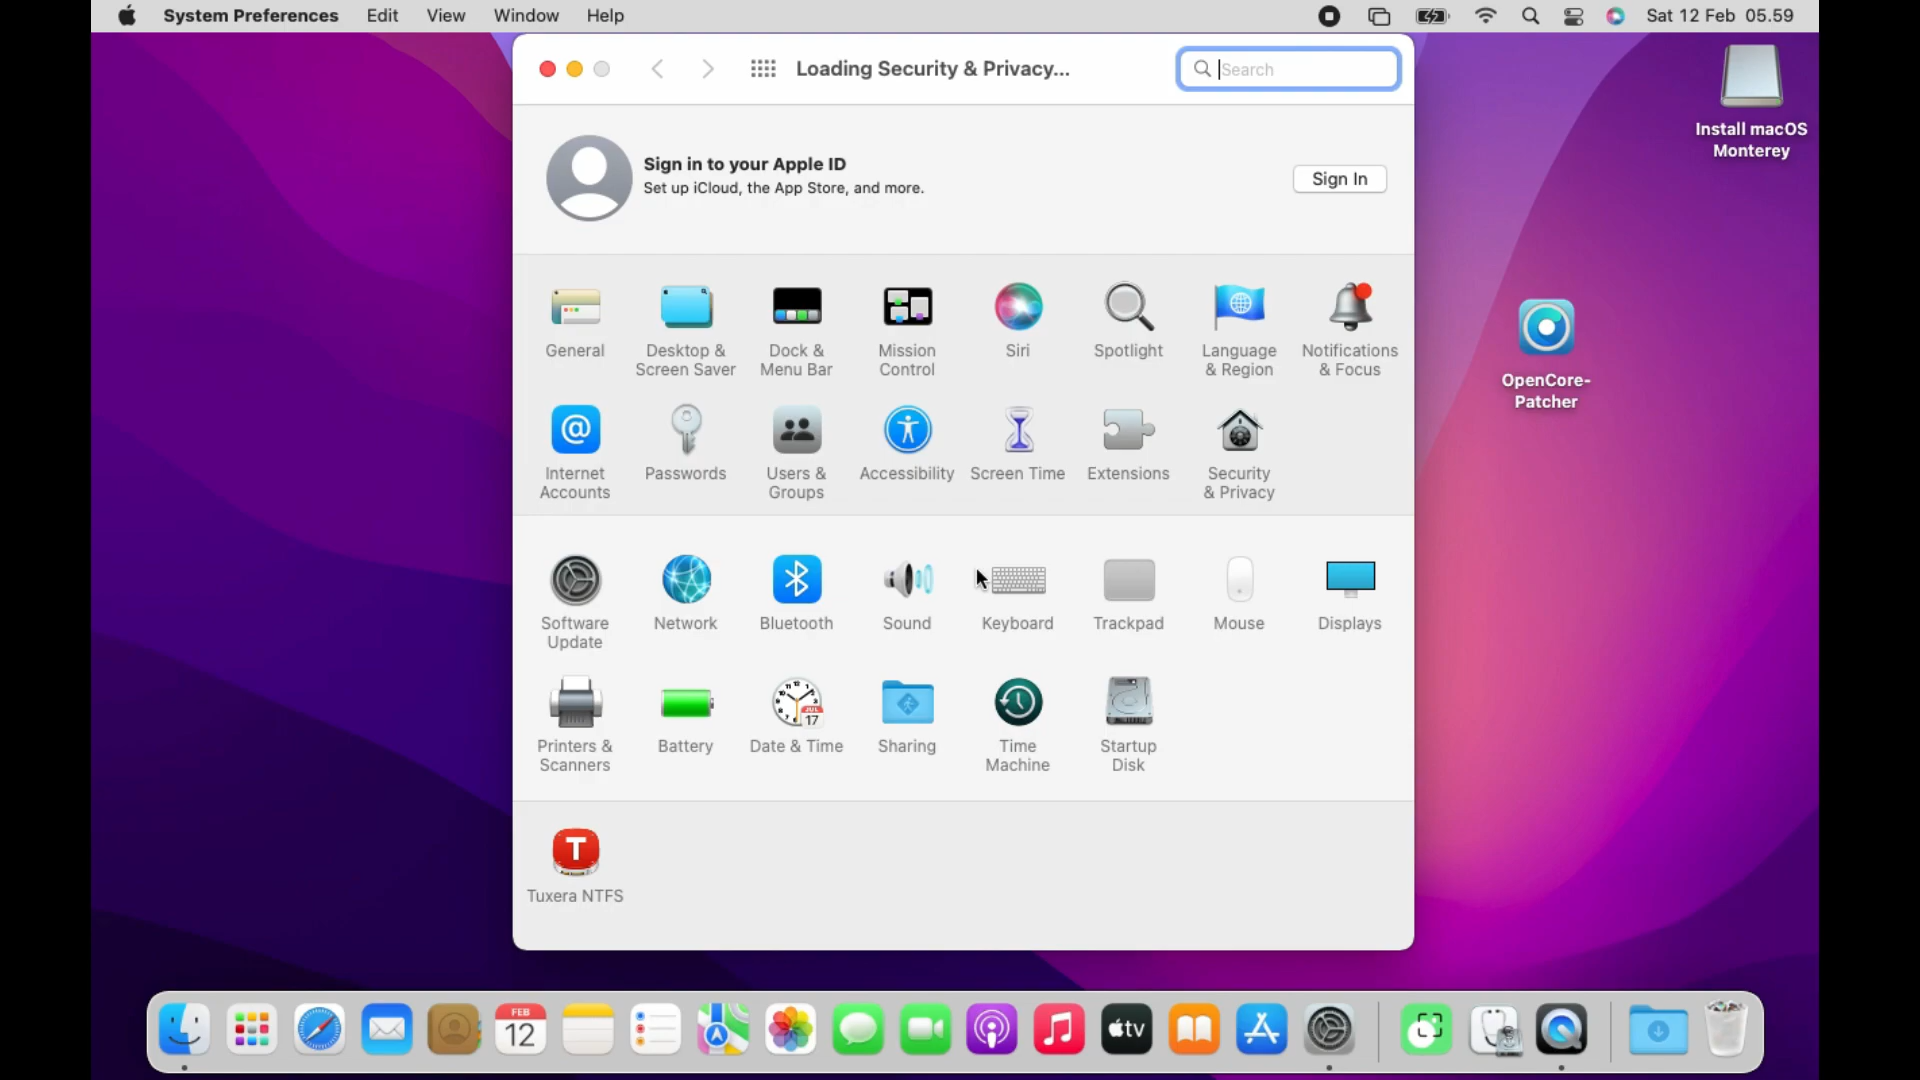 System Preferences Edit View Window Help Sat 12 Feb 05.59
Loading Security & Privacy... Search
Install macOS
Monterey
Sign in to your Apple ID
Set up iCloud, the App Store, and more.
Sign In
General
Desktop &
Screen Saver
Dock &
Menu Bar
Mission
Control
Siri
Spotlight
Language
& Region
Notifications
& Focus
OpenCore-
Patcher
Internet
Accounts
Passwords
Users &
Groups
Accessibility
Screen Time
Extensions
Security
& Privacy
Software
Update
Network
Bluetooth
Sound
Keyboard
Trackpad
Mouse
Displays
Printers &
Scanners
Battery
JUL
17
Date & Time
Sharing
Time
Machine
Startup
Disk
T
Tuxera NTFS
FEB
12
tv